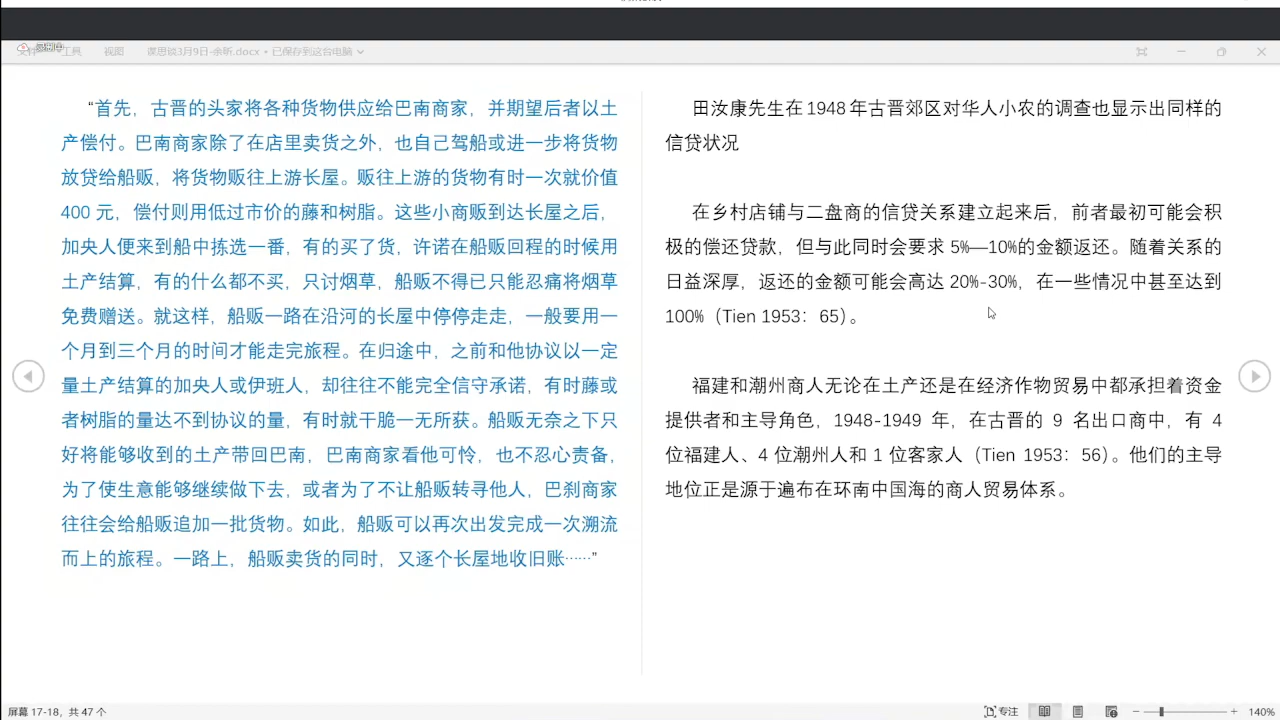 工具 视图 谋思谈3月9日-余昕.docx • 已保存到这台电脑
“首先，古晋的头家将各种货物供应给巴南商家，并期望后者以土
产偿付。巴南商家除了在店里卖货之外，也自己驾船或进一步将货物
放贷给船贩，将货物贩往上游长屋。贩往上游的货物有时一次就价值
400 元，偿付则用低过市价的藤和树脂。这些小商贩到达长屋之后，
加央人便来到船中拣选一番，有的买了货，许诺在船贩回程的时候用
土产结算，有的什么都不买，只讨烟草，船贩不得已只能忍痛将烟草
免费赠送。就这样，船贩一路在沿河的长屋中停停走走，一般要用一
个月到三个月的时间才能走完旅程。在归途中，之前和他协议以一定
量土产结算的加央人或伊班人，却往往不能完全信守承诺，有时藤或
者树脂的量达不到协议的量，有时就干脆一无所获。船贩无奈之下只
好将能够收到的土产带回巴南，巴南商家看他可怜，也不忍心责备，
为了使生意能够继续做下去，或者为了不让船贩转寻他人，巴刹商家
往往会给船贩追加一批货物。如此，船贩可以再次出发完成一次溯流
而上的旅程。一路上，船贩卖货的同时，又逐个长屋地收旧账……”
田汝康先生在 1948 年古晋郊区对华人小农的调查也显示出同样的
信贷状况
在乡村店铺与二盘商的信贷关系建立起来后，前者最初可能会积
极的偿还贷款，但与此同时会要求 5%—10%的金额返还。随着关系的
日益深厚，返还的金额可能会高达 20%-30%，在一些情况中甚至达到
100%（Tien 1953：65）。
福建和潮州商人无论在土产还是在经济作物贸易中都承担着资金
提供者和主导角色，1948-1949 年，在古晋的 9 名出口商中，有 4
位福建人、4 位潮州人和 1 位客家人（Tien 1953：56）。他们的主导
地位正是源于遍布在环南中国海的商人贸易体系。
屏幕 17-18，共 47 个 专注 140%